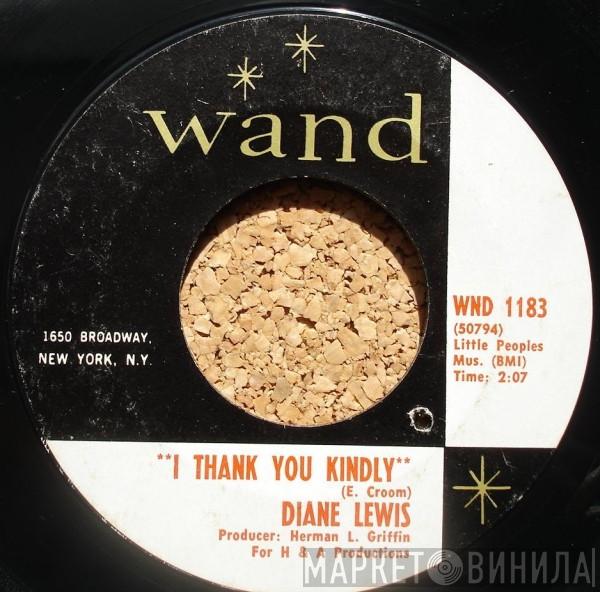 wand
1650 BROADWAY,
NEW YORK, N.Y.
WND 1183
(50794)
Little Peoples
Mus. (BMI)
Time: 2:07
**I THANK YOU KINDLY**
(E. Croom)
DIANE LEWIS
Producer: Herman L. Griffin
For H & A Productions
МАРКЕТ ВИНИЛА